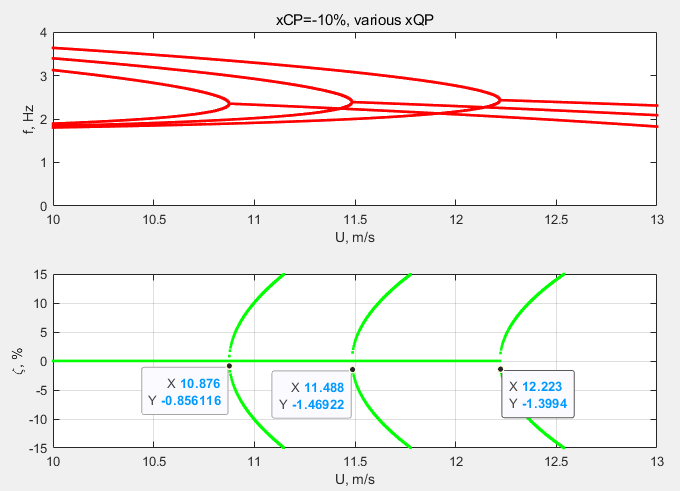 xCP=-10%, various xQP
4
3
2
1
0
f, Hz
10
10.5
11
11.5
12
12.5
13
U, m/s
15
10
5
0
-5
-10
-15
ζ, %
X 10.876
Y -0.856116
X 11.488
Y -1.46922
X 12.223
Y -1.3994
10
10.5
11
11.5
12
12.5
13
U, m/s